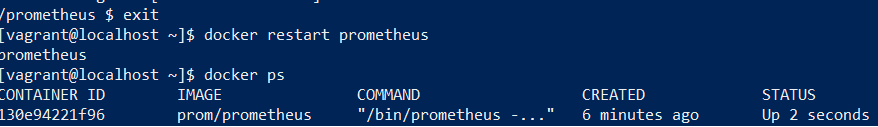 /prometheus $ exit
[vagrant@localhost ~]$ docker restart prometheus
prometheus
[vagrant@localhost ~]$ docker ps
CONTAINER ID IMAGE COMMAND CREATED STATUS
130e94221f96 prom/prometheus "/bin/prometheus -..." 6 minutes ago Up 2 seconds